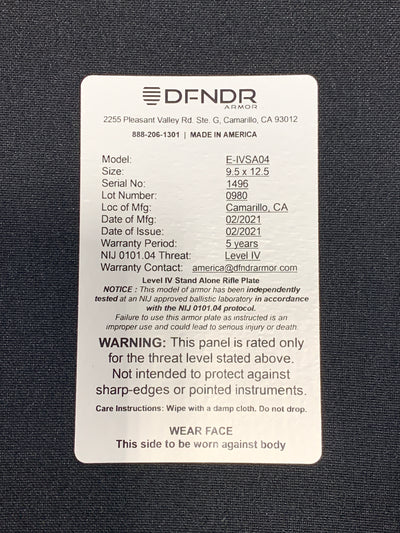 DFNDR
ARMOR
2255 Pleasant Valley Rd. Ste. G, Camarillo, CA 93012
888-206-1301 | MADE IN AMERICA
Model: E-IVSA04
Size: 9.5 x 12.5
Serial No: 1496
Lot Number: 0980
Loc of Mfg: Camarillo, CA
Date of Mfg: 02/2021
Date of Issue: 02/2021
Warranty Period: 5 years
NIJ 0101.04 Threat: Level IV
Warranty Contact: america@dfndrarmor.com
Level IV Stand Alone Rifle Plate
NOTICE : This model of armor has been independently
tested at an NIJ approved ballistic laboratory in accordance
with the NIJ 0101.04 protocol.
Failure to use this armor plate as instructed is an
improper use and could lead to serious injury or death.
WARNING: This panel is rated only
for the threat level stated above.
Not intended to protect against
sharp-edges or pointed instruments.
Care Instructions: Wipe with a damp cloth. Do not drop.
WEAR FACE
This side to be worn against body